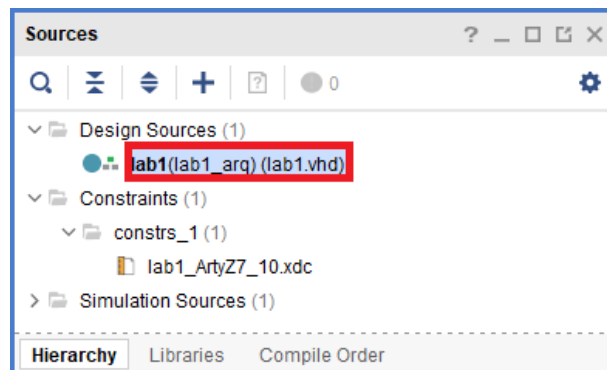 Sources
0
Design Sources (1)
lab1(lab1_arq) (lab1.vhd)
Constraints (1)
constrs_1 (1)
lab1_ArtyZ7_10.xdc
Simulation Sources (1)
Hierarchy Libraries Compile Order